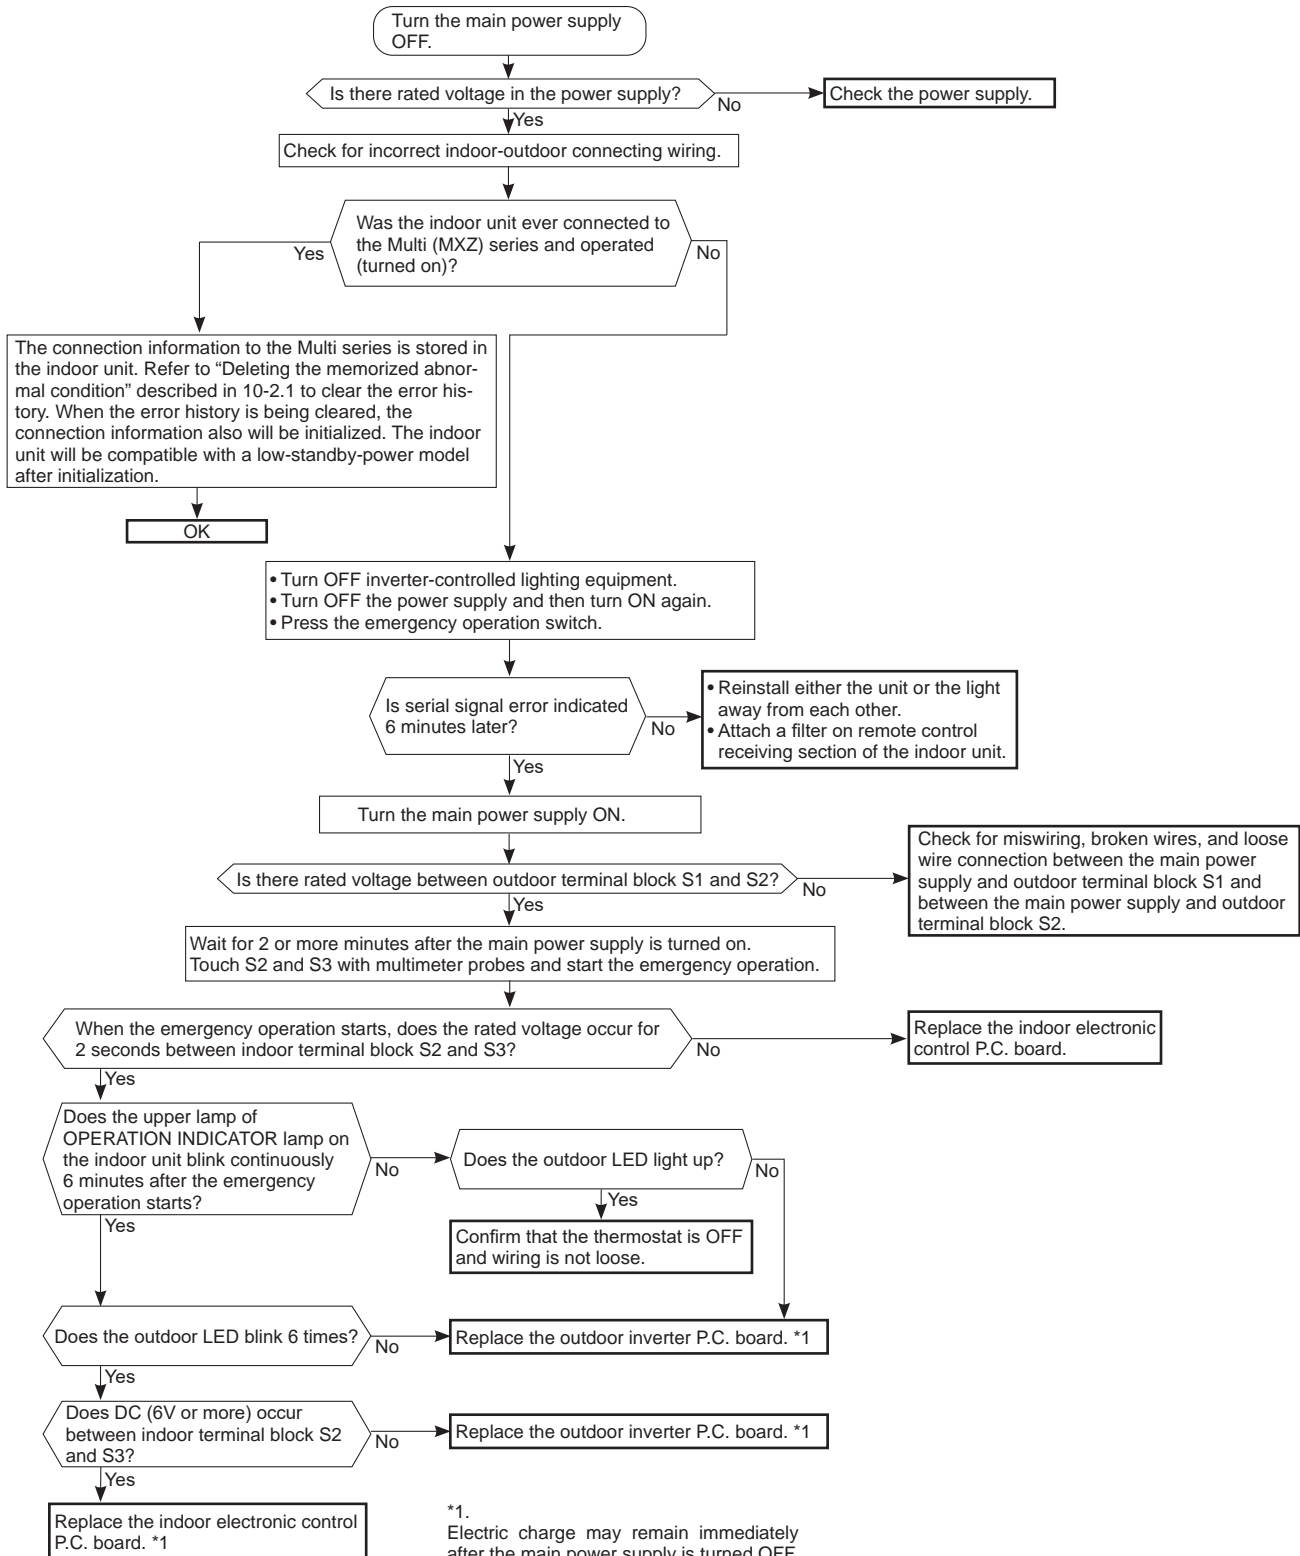 Turn the main power supply
OFF.
Is there rated voltage in the power supply?
No
Check the power supply.
Yes
Check for incorrect indoor-outdoor connecting wiring.
Was the indoor unit ever connected to
the Multi (MXZ) series and operated
(turned on)?
Yes
No
The connection information to the Multi series is stored in
the indoor unit. Refer to “Deleting the memorized abnor-
mal condition” described in 10-2.1 to clear the error his-
tory. When the error history is being cleared, the
connection information also will be initialized. The indoor
unit will be compatible with a low-standby-power model
after initialization.
OK
• Turn OFF inverter-controlled lighting equipment.
• Turn OFF the power supply and then turn ON again.
• Press the emergency operation switch.
Is serial signal error indicated
6 minutes later?
No
• Reinstall either the unit or the light
away from each other.
• Attach a filter on remote control
receiving section of the indoor unit.
Yes
Turn the main power supply ON.
Is there rated voltage between outdoor terminal block S1 and S2?
No
Check for miswiring, broken wires, and loose
wire connection between the main power
supply and outdoor terminal block S1 and
between the main power supply and outdoor
terminal block S2.
Yes
Wait for 2 or more minutes after the main power supply is turned on.
Touch S2 and S3 with multimeter probes and start the emergency operation.
When the emergency operation starts, does the rated voltage occur for
2 seconds between indoor terminal block S2 and S3?
No
Replace the indoor electronic
control P.C. board.
Yes
Does the upper lamp of
OPERATION INDICATOR lamp on
the indoor unit blink continuously
6 minutes after the emergency
operation starts?
No
Does the outdoor LED light up?
No
Yes
Confirm that the thermostat is OFF
and wiring is not loose.
Yes
Does the outdoor LED blink 6 times?
No
Replace the outdoor inverter P.C. board. *1
Yes
Does DC (6V or more) occur
between indoor terminal block S2
and S3?
No
Replace the outdoor inverter P.C. board. *1
Yes
Replace the indoor electronic control
P.C. board. *1
*1.
Electric charge may remain immediately
after the main power supply is turned OFF.